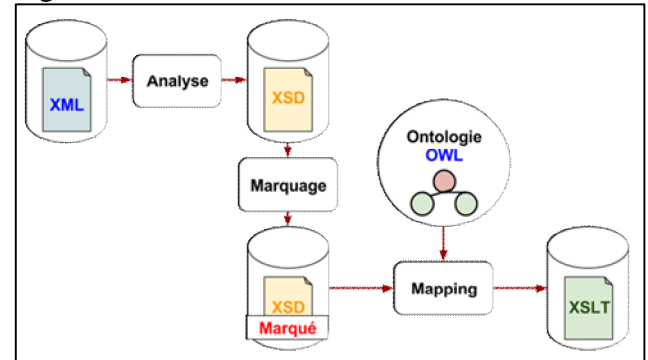 XML
Analyse
XSD
Ontologie
OWL
Marquage
XSD
Marqué
Mapping
XSLT